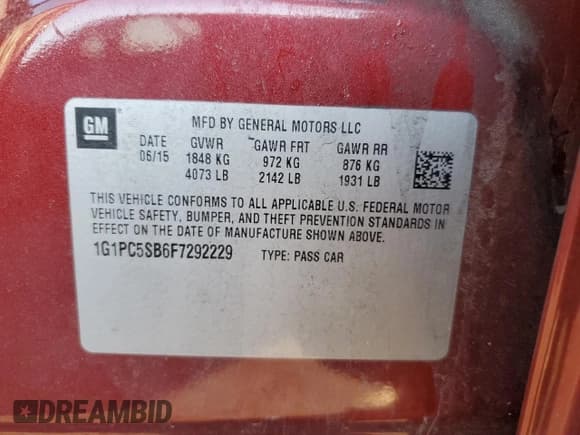 GM
MFD BY GENERAL MOTORS LLC
DATE GVWR GAWR FRT GAWR RR
06/15 1848 KG 972 KG 876 KG
4073 LB 2142 LB 1931 LB
THIS VEHICLE CONFORMS TO ALL APPLICABLE U.S. FEDERAL MOTOR
VEHICLE SAFETY, BUMPER, AND THEFT PREVENTION STANDARDS IN
EFFECT ON THE DATE OF MANUFACTURE SHOWN ABOVE.
1G1PC5SB6F7292229 TYPE: PASS CAR
DREAMBID